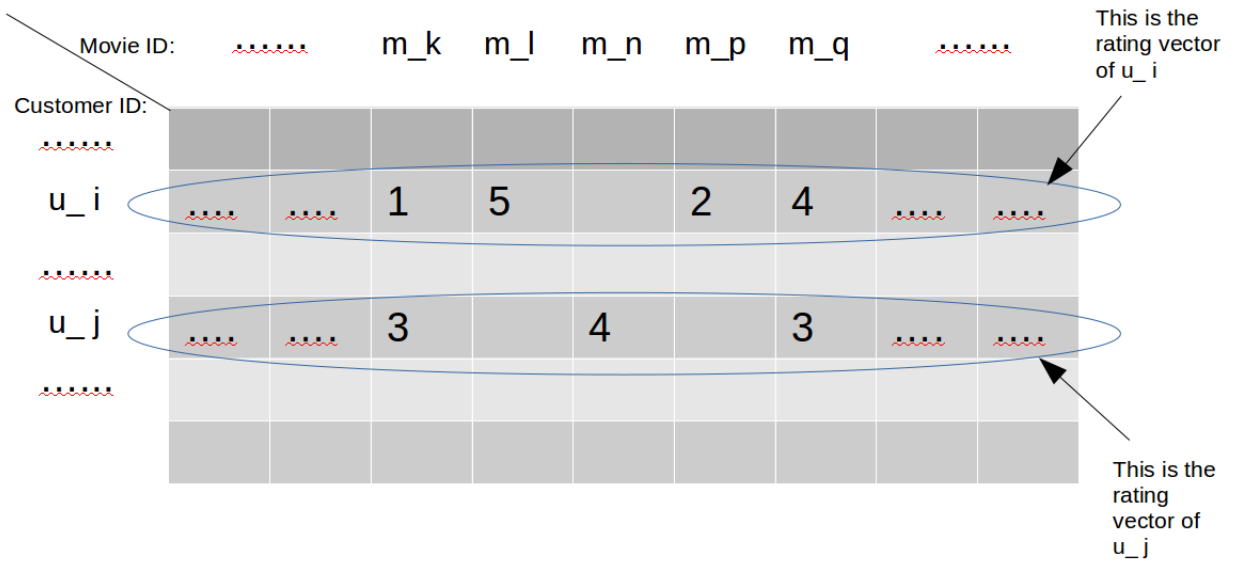 This is the
rating vector
of u_ i
Movie ID: ...... m_k m_l m_n m_p m_q ......
Customer ID:
......
u_ i .... .... 1 5 2 4 .... ....
......
u_ j .... .... 3 4 3 .... ....
......
This is the
rating
vector of
u_ j